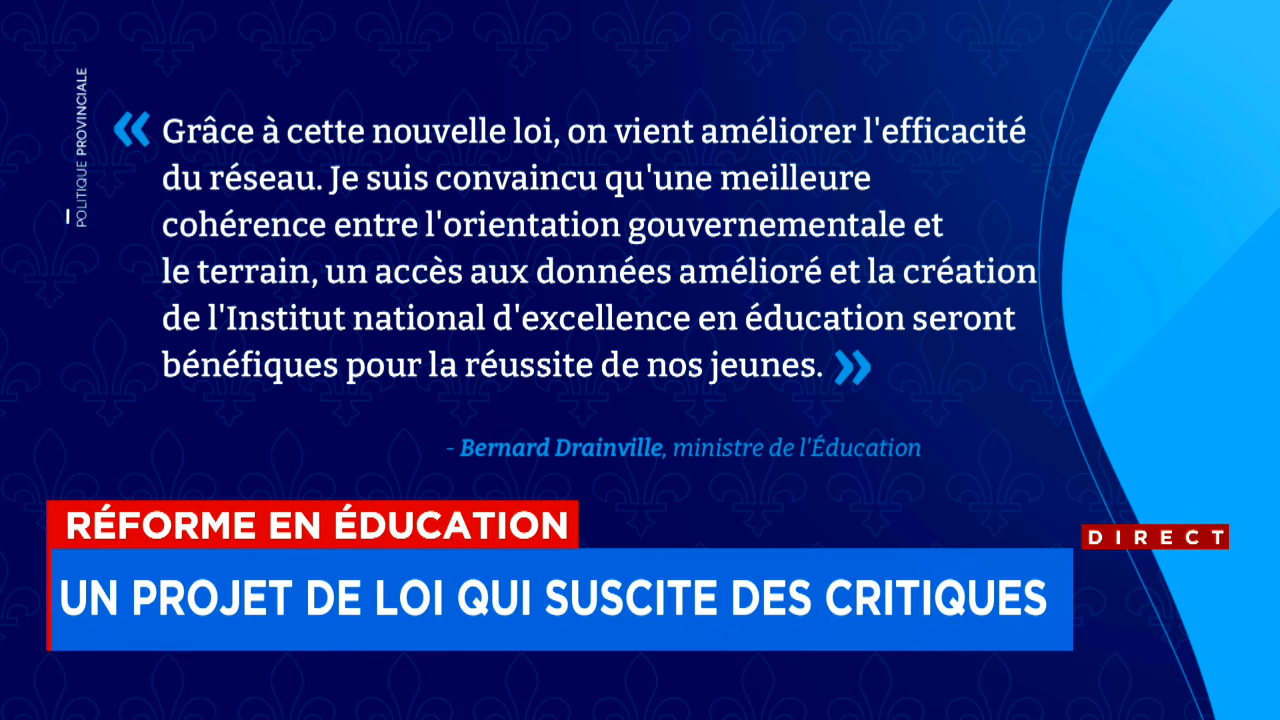 POLITIQUE PROVINCIALE
« Grâce à cette nouvelle loi, on vient améliorer l'efficacité
du réseau. Je suis convaincu qu'une meilleure
cohérence entre l'orientation gouvernementale et
le terrain, un accès aux données amélioré et la création
de l'Institut national d'excellence en éducation seront
bénéfiques pour la réussite de nos jeunes. »
- Bernard Drainville, ministre de l'Éducation
RÉFORME EN ÉDUCATION
DIRECT
UN PROJET DE LOI QUI SUSCITE DES CRITIQUES